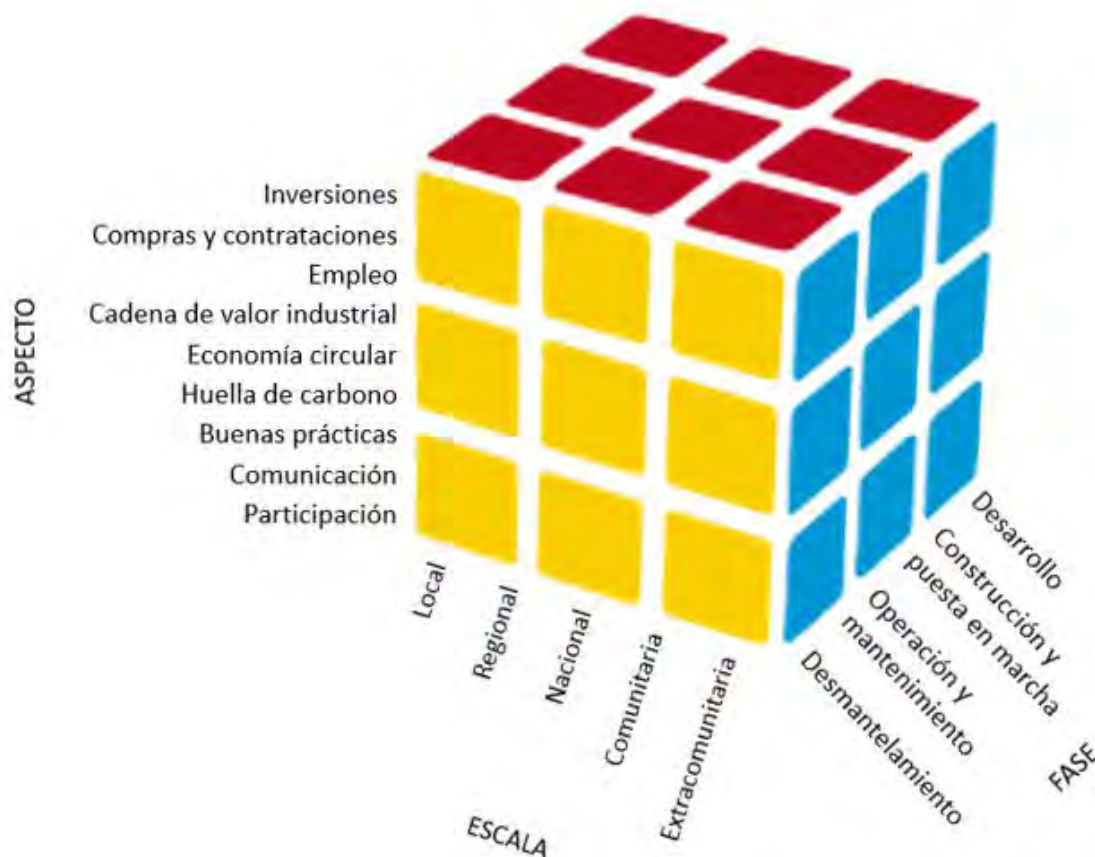 ASPECTO
Inversiones
Compras y contrataciones
Empleo
Cadena de valor industrial
Economía circular
Huella de carbono
Buenas prácticas
Comunicación
Participación
Local
Regional
Nacional
Comunitaria
Extracomunitaria
ESCALA
Desarrollo
Construcción y
puesta en marcha
Operación y
mantenimiento
Desmantelamiento
FASE